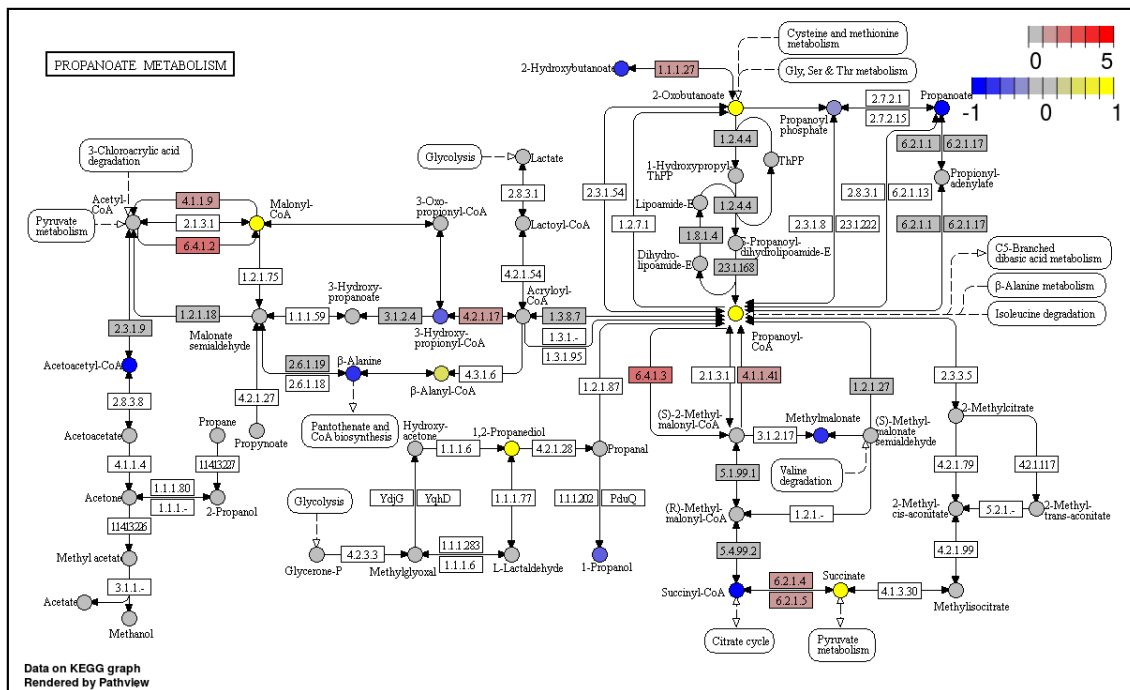 PROPANOATE METABOLISM
Cysteine and methionine
metabolism
0
5
2-Hydroxybutanoate
1.1.1.27
Gly, Ser & Thr metabolism
-1
0
1
2-Oxobutanoate
Propanoyl
phosphate
2.7.2.1
2.7.2.15
Propanoate
3-Chloroacrylic acid
degradation
Glycolysis
Lactate
1.2.4.4
ThPP
6.2.1.1
6.2.1.17
1-Hydroxypropyl-
ThPP
Propionyl-
adenylate
Acetyl-
CoA
4.1.1.9
2.1.3.1
6.4.1.2
Malonyl-
CoA
Pyruvate
metabolism
3-Oxo-
propionyl-CoA
2.8.3.1
Lactoyl-CoA
2.3.1.54
1.2.7.1
Lipoamide-E
1.2.4.4
2.8.3.1
6.2.1.13
2.3.1.8
2.3.1.222
6.2.1.1
6.2.1.17
1.8.1.4
S-Propanoyl-
dihydrolipoamide-E
Dihydro-
lipoamide-E
2.3.1.168
C5-Branched
dibasic acid metabolism
β-Alanine metabolism
Isoleucine degradation
1.2.1.75
4.2.1.54
3-Hydroxy-
propanoate
Acryloyl-
CoA
1.2.1.18
Malonate
semialdehyde
1.1.1.59
3.1.2.4
3-Hydroxy-
propionyl-CoA
4.2.1.17
1.3.8.7
1.3.1.-
1.3.1.95
Propanoyl-
CoA
2.3.1.9
Acetoacetyl-CoA
2.6.1.19
2.6.1.18
β-Alanine
β-Alanyl-CoA
4.3.1.6
1.2.1.87
6.4.1.3
2.1.3.1
4.1.1.41
1.2.1.27
2.3.3.5
2.8.3.8
4.2.1.27
Propynoate
Pantothenate and
CoA biosynthesis
Acetoacetate
Propane
Hydroxy-
acetone
1.1.1.6
1,2-Propanediol
4.2.1.28
Propanal
(S)-2-Methyl-
malonyl-CoA
3.1.2.17
Methylmalonate
(S)-Methyl-
malonate
semialdehyde
2-Methylcitrate
4.1.1.4
1.14.13.227
Acetone
1.1.1.80
1.1.1.-
2-Propanol
Glycolysis
YdjG
YqhD
1.1.1.77
1.1.1.202
PduQ
5.1.99.1
Valine
degradation
4.2.1.79
4.2.1.117
1.14.13.226
(R)-Methyl-
malonyl-CoA
1.2.1.-
2-Methyl-
cis-aconitate
5.2.1.-
2-Methyl-
trans-aconitate
Methyl acetate
Glycerone-P
4.2.3.3
Methylglyoxal
1.1.1.283
1.1.1.6
L-Lactaldehyde
1-Propanol
5.4.99.2
4.2.1.99
3.1.1.-
Acetate
Methanol
Succinyl-CoA
6.2.1.4
6.2.1.5
Succinate
4.1.3.30
Methylisocitrate
Citrate cycle
Pyruvate
metabolism
Data on KEGG graph
Rendered by Pathview